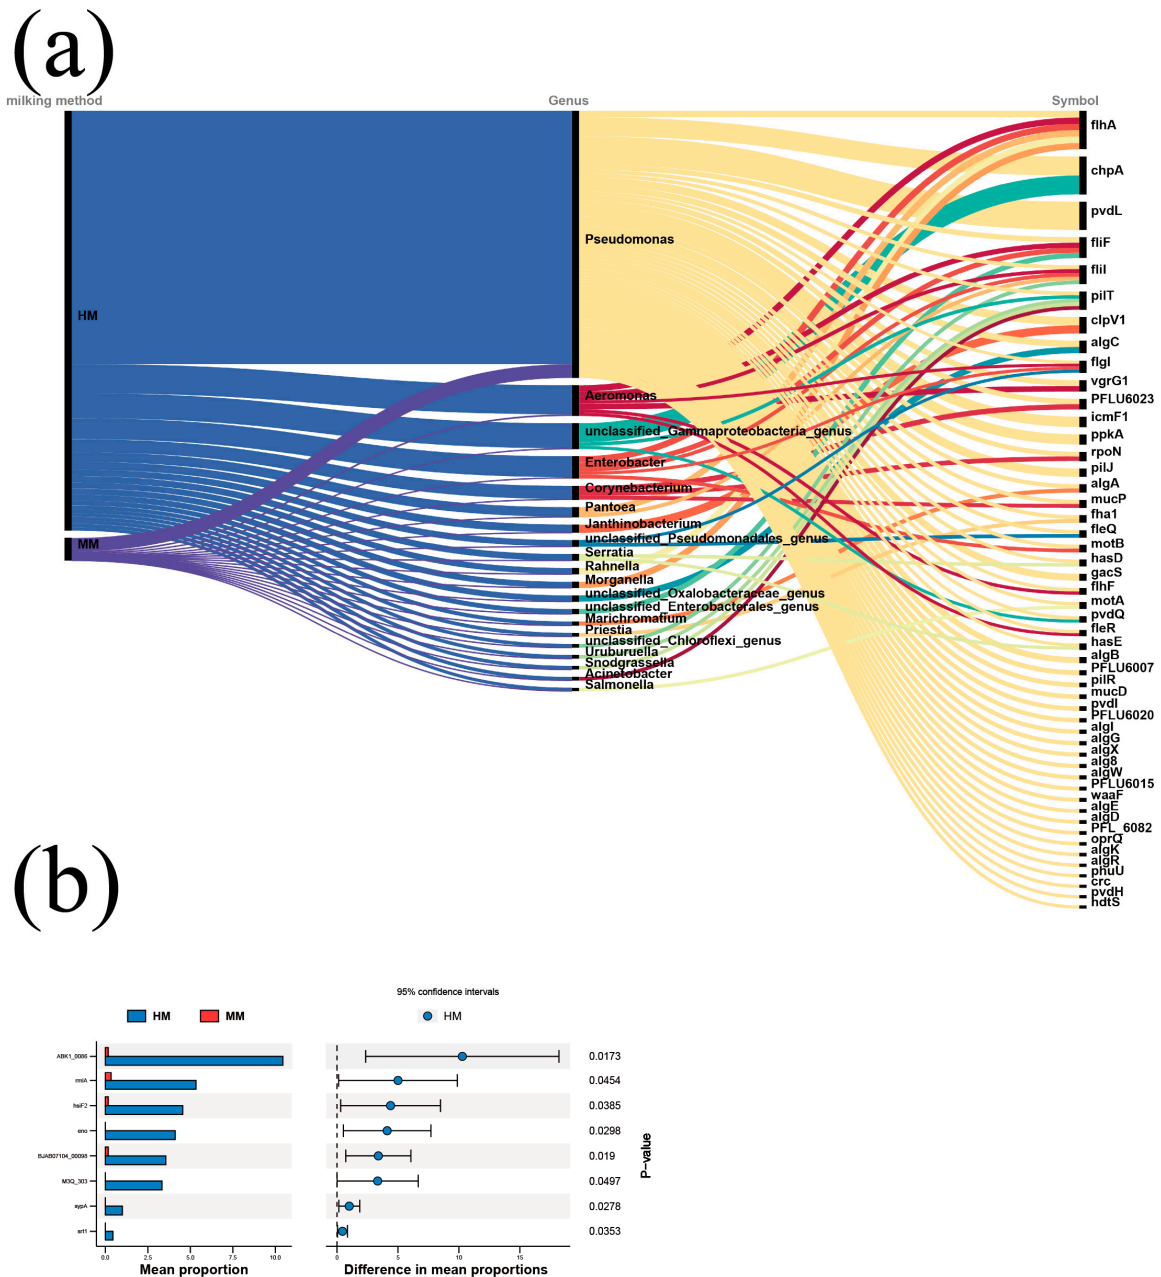 (a)
milking method
Genus
Symbol
HM
MM
Pseudomonas
Aeromonas
unclassified_Gammaproteobacteria_genus
Enterobacter
Corynebacterium
Pantoea
Janthinobacterium
unclassified_Pseudomonadales_genus
Serratia
Rahnella
Morganella
unclassified_Oxalobacteraceae_genus
unclassified_Enterobacterales_genus
Marichromatium
Priestia
unclassified_Chloroflexi_genus
Uruburuella
Snodgrassella
Acinetobacter
Salmonella
flhA
chpA
pvdL
fliF
fliI
pilT
clpV1
algC
flgI
vgrG1
PFLU6023
icmF1
ppkA
rpoN
pilJ
algA
mucP
fha1
fleQ
motB
hasD
gacS
flhF
motA
pvdQ
fleR
hasE
algB
PFLU6007
pilR
mucD
pvdI
PFLU6020
algI
algG
algX
alg8
algW
PFLU6015
waaF
algE
algD
PFL_6082
oprQ
algK
algR
phuU
crc
pvdH
hdtS
(b)
95% confidence intervals
HM MM HM
ABK1_0086 0.0173
rmlA 0.0454
hsiF2 0.0385
eno 0.0298
BJAB07104_00098 0.019
M3Q_303 0.0497
sypA 0.0278
srt1 0.0353
P-value
0.0 2.5 5.0 7.5 10.0 0 5 10 15
Mean proportion Difference in mean proportions